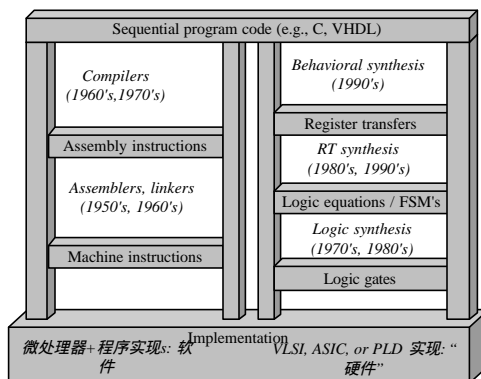 Sequential program code (e.g., C, VHDL)
Compilers
(1960's,1970's)
Assembly instructions
Assemblers, linkers
(1950's, 1960's)
Machine instructions
Behavioral synthesis
(1990's)
Register transfers
RT synthesis
(1980's, 1990's)
Logic equations / FSM's
Logic synthesis
(1970's, 1980's)
Logic gates
Implementation
微处理器+程序实现s: 软
件
VLSI, ASIC, or PLD 实现: “
硬件”